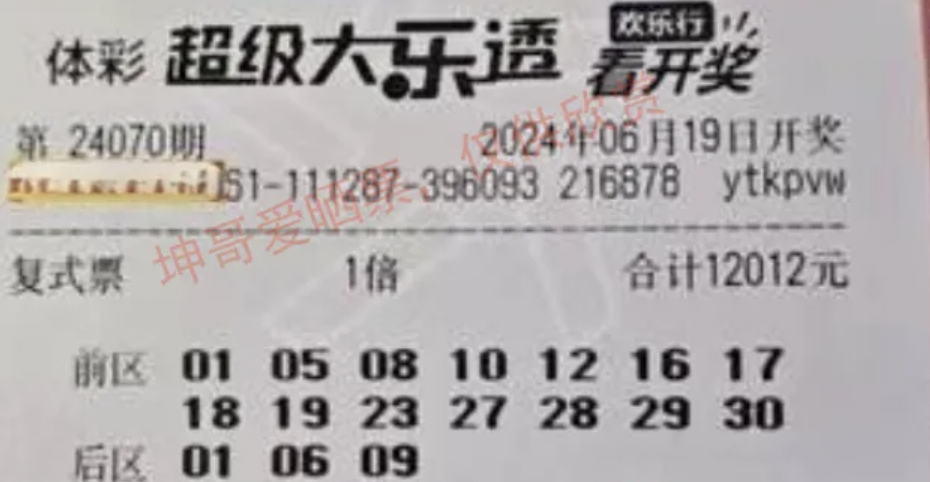 体彩 超级大乐透 欢乐行 看开奖
第 24070期 2024年06月19日开奖
51-111287-396093 216878 ytkpvw
坤哥爱晒票，仅供欣赏
复式票 1倍 合计12012元
前区 01 05 08 10 12 16 17
18 19 23 27 28 29 30
后区 01 06 09